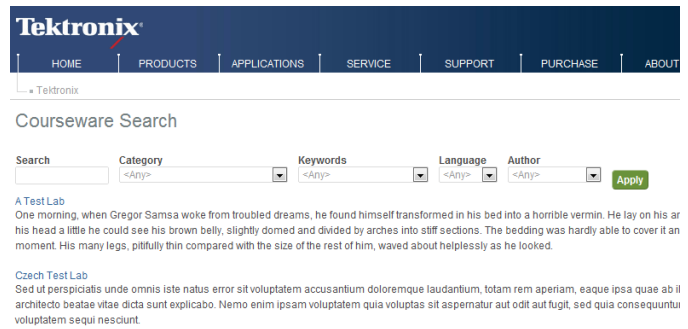 Tektronix
HOME PRODUCTS APPLICATIONS SERVICE SUPPORT PURCHASE ABOUT
Tektronix
Courseware Search
Search Category Keywords Language Author
<Any> <Any> <Any> <Any> Apply
A Test Lab
One morning, when Gregor Samsa woke from troubled dreams, he found himself transformed in his bed into a horrible vermin. He lay on his ar
his head a little he could see his brown belly, slightly domed and divided by arches into stiff sections. The bedding was hardly able to cover it an
moment. His many legs, pitifully thin compared with the size of the rest of him, waved about helplessly as he looked.
Czech Test Lab
Sed ut perspiciatis unde omnis iste natus error sit voluptatem accusantium doloremque laudantium, totam rem aperiam, eaque ipsa quae ab il
architecto beatae vitae dicta sunt explicabo. Nemo enim ipsam voluptatem quia voluptas sit aspernatur aut odit aut fugit, sed quia consequuntur
voluptatem sequi nesciunt.